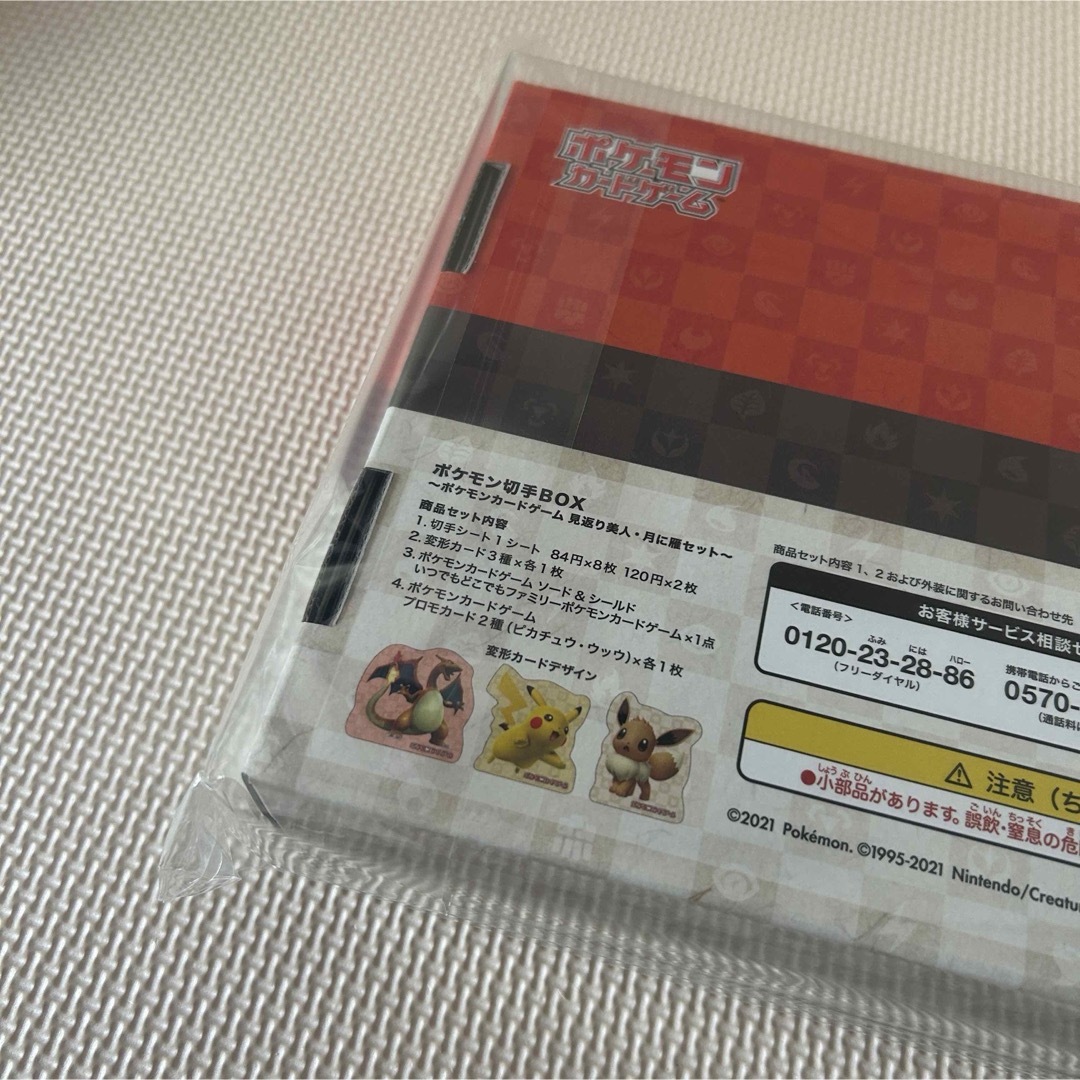 ポケモン
カードゲーム
ポケモン切手BOX
~ポケモンカードゲーム 見返り美人・月に雁セット~
商品セット内容
1. 切手シート1シート 84円×8枚 120円×2枚
2. 変形カード3種×各1枚
3. ポケモンカードゲーム ソード&シールド
いつでもどこでもファミリーポケモンカードゲーム×1点
4. ポケモンカードゲーム
プロモカード2種(ピカチュウ・ウッウ)×各1枚
変形カードデザイン
商品セット内容 1、2 および外装に関するお問い合わせ先
お客様サービス相談セ
<電話番号>
ふみ には ハロー
0120-23-28-86
(フリーダイヤル)
携帯電話からご
0570-
(通話料
注意(ち
しょうぶひん
●小部品があります。誤飲・窒息の危
ごいん ちっそく き
©2021 Pokémon. ©1995-2021 Nintendo/Creatu